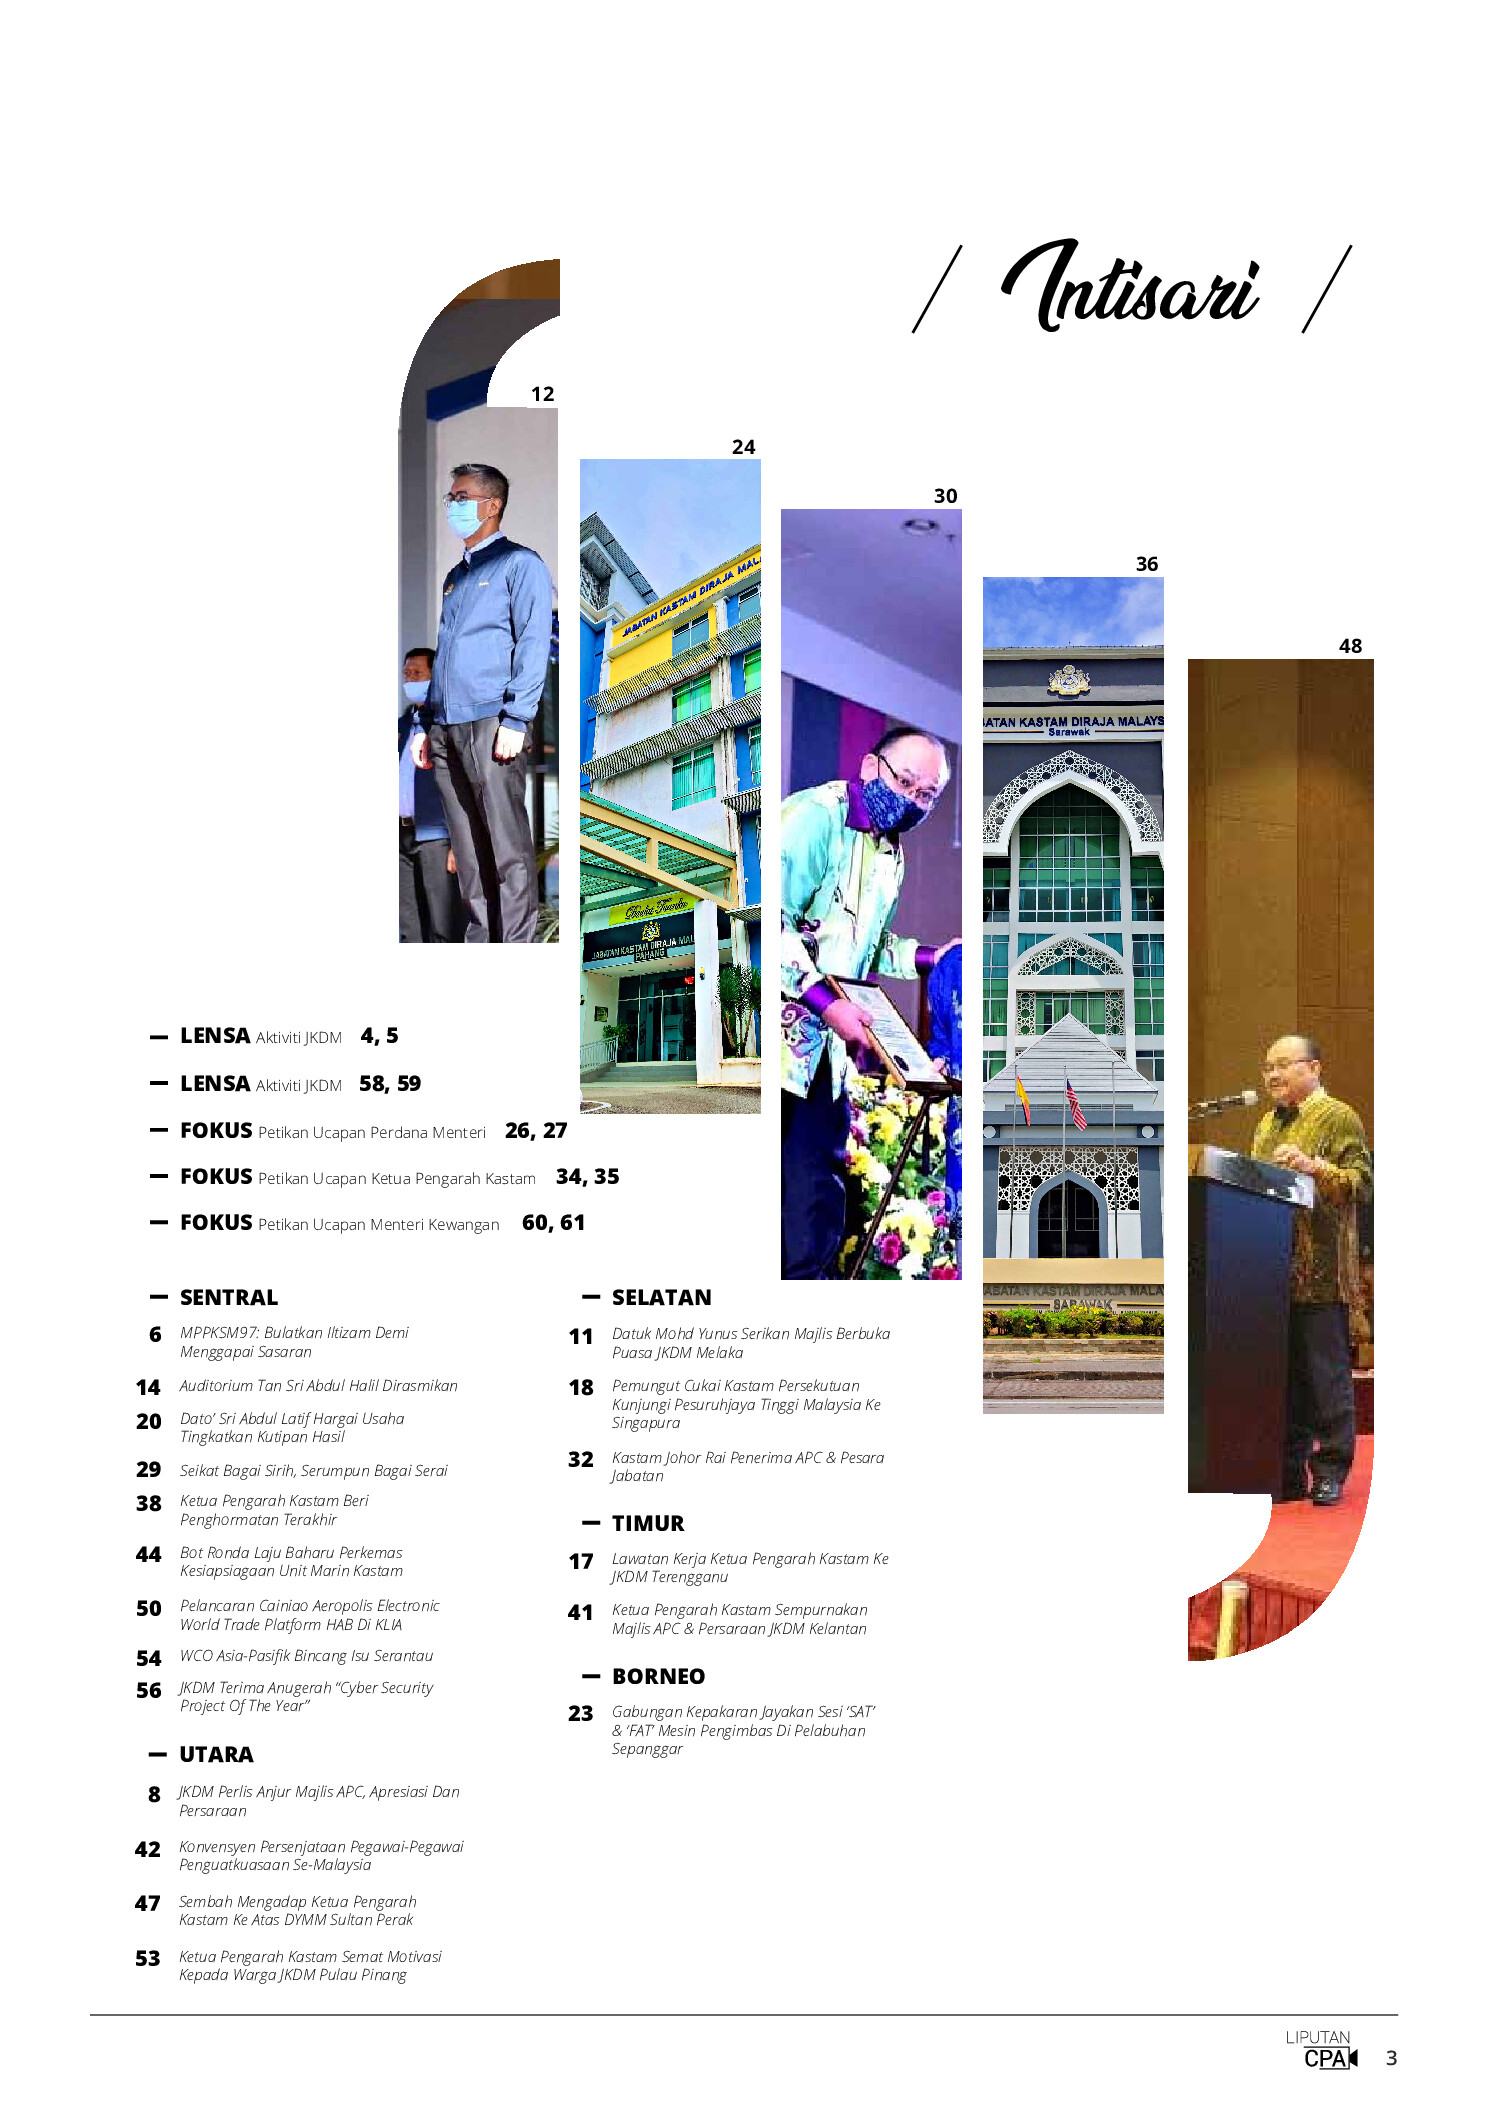 Intisari
12
24
30
36
48
JABATAN KASTAM DIRAJA MAL
JABATAN KASTAM DIRAJA MAL
PAHANG
JABATAN KASTAM DIRAJA MALAYS
Sarawak
JABATAN KASTAM DIRAJA MALA
SARAWAK
LENSA Aktiviti JKDM 4, 5
LENSA Aktiviti JKDM 58, 59
FOKUS Petikan Ucapan Perdana Menteri 26, 27
FOKUS Petikan Ucapan Ketua Pengarah Kastam 34, 35
FOKUS Petikan Ucapan Menteri Kewangan 60, 61
SENTRAL
6 MPPKSM97: Bulatkan Iltizam Demi
Menggapai Sasaran
14 Auditorium Tan Sri Abdul Halil Dirasmikan
20 Dato’ Sri Abdul Latif Hargai Usaha
Tingkatkan Kutipan Hasil
29 Seikat Bagai Sirih, Serumpun Bagai Serai
38 Ketua Pengarah Kastam Beri
Penghormatan Terakhir
44 Bot Ronda Laju Baharu Perkemas
Kesiapsiagaan Unit Marin Kastam
50 Pelancaran Cainiao Aeropolis Electronic
World Trade Platform HAB Di KLIA
54 WCO Asia-Pasifik Bincang Isu Serantau
56 JKDM Terima Anugerah “Cyber Security
Project Of The Year”
UTARA
8 JKDM Perlis Anjur Majlis APC, Apresiasi Dan
Persaraan
42 Konvensyen Persenjataan Pegawai-Pegawai
Penguatkuasaan Se-Malaysia
47 Sembah Mengadap Ketua Pengarah
Kastam Ke Atas DYMM Sultan Perak
53 Ketua Pengarah Kastam Semat Motivasi
Kepada Warga JKDM Pulau Pinang
SELATAN
11 Datuk Mohd Yunus Serikan Majlis Berbuka
Puasa JKDM Melaka
18 Pemungut Cukai Kastam Persekutuan
Kunjungi Pesuruhjaya Tinggi Malaysia Ke
Singapura
32 Kastam Johor Rai Penerima APC & Pesara
Jabatan
TIMUR
17 Lawatan Kerja Ketua Pengarah Kastam Ke
JKDM Terengganu
41 Ketua Pengarah Kastam Sempurnakan
Majlis APC & Persaraan JKDM Kelantan
BORNEO
23 Gabungan Kepakaran Jayakan Sesi ‘SAT’
& ‘FAT’ Mesin Pengimbas Di Pelabuhan
Sepanggar
LIPUTAN
CPA
3